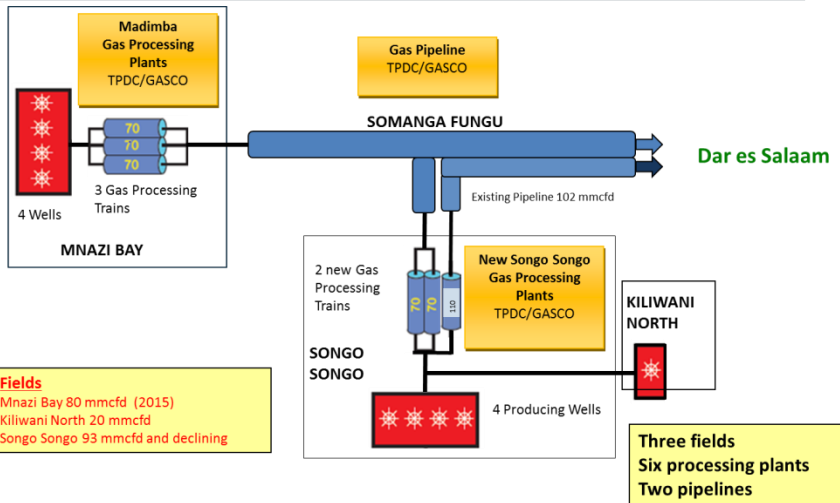 Madimba
Gas Processing
Plants
TPDC/GASCO
Gas Pipeline
TPDC/GASCO
SOMANGA FUNGU
70
70
70
3 Gas Processing
Trains
4 Wells
MNAZI BAY
Dar es Salaam
Existing Pipeline 102 mmcfd
2 new Gas
Processing
Trains
70
70
110
New Songo Songo
Gas Processing
Plants
TPDC/GASCO
KILIWANI
NORTH
SONGO
SONGO
4 Producing Wells
Fields
Mnazi Bay 80 mmcfd (2015)
Kiliwani North 20 mmcfd
Songo Songo 93 mmcfd and declining
Three fields
Six processing plants
Two pipelines